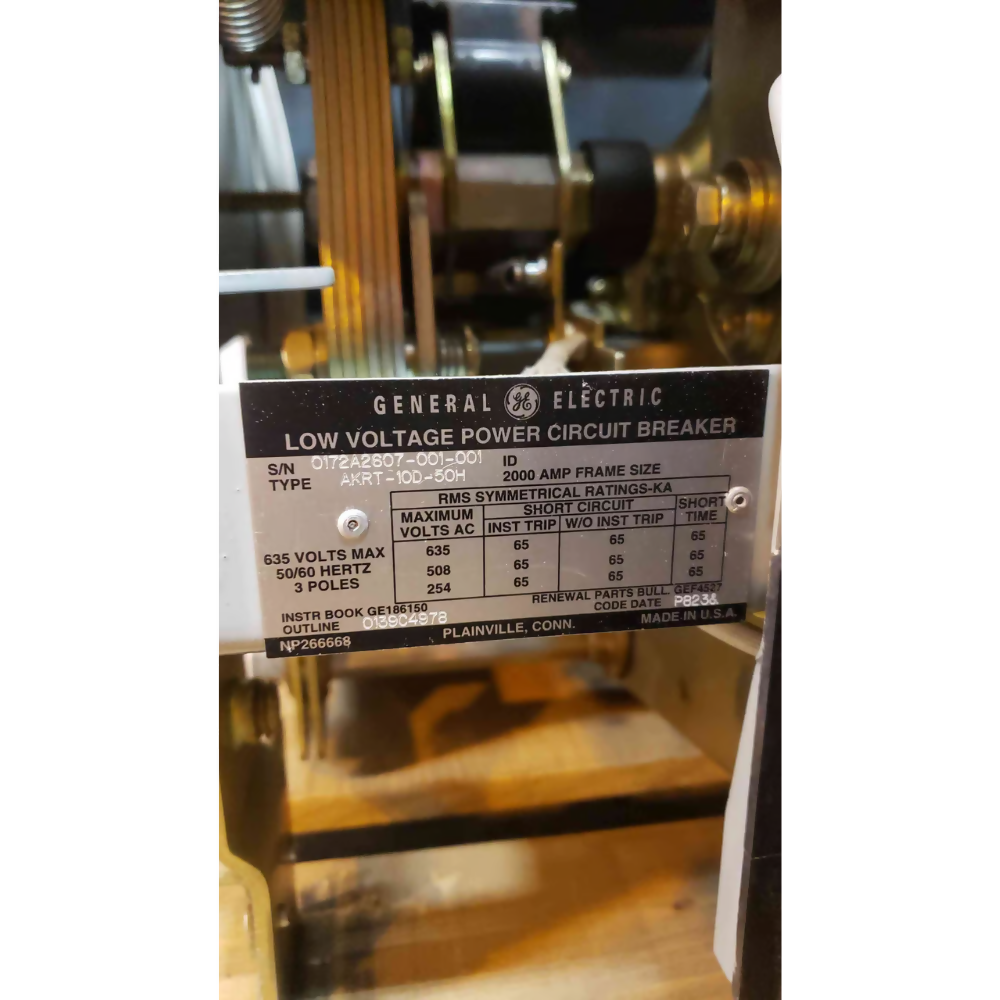 GENERAL GE ELECTRIC
LOW VOLTAGE POWER CIRCUIT BREAKER
S/N 0172A2607-001-001 ID
TYPE AKRT-10D-50H 2000 AMP FRAME SIZE
RMS SYMMETRICAL RATINGS-KA
MAXIMUM VOLTS AC SHORT CIRCUIT SHORT TIME
INST TRIP W/O INST TRIP
635 65 65 65
508 65 65 65
254 65 65 65
635 VOLTS MAX
50/60 HERTZ
3 POLES
INSTR BOOK GE186150 RENEWAL PARTS BULL. GEF4527
OUTLINE 0139C4978 CODE DATE
NP266668 PLAINVILLE, CONN. MADE IN U.S.A.